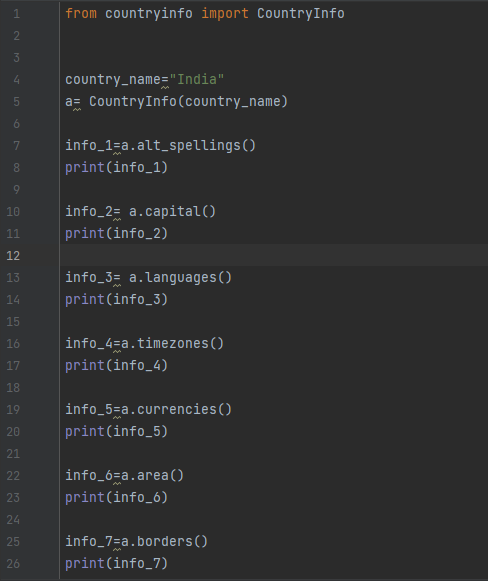 1 from countryinfo import CountryInfo
2
3
4 country_name="India"
5 a= CountryInfo(country_name)
6
7 info_1=a.alt_spellings()
8 print(info_1)
9
10 info_2= a.capital()
11 print(info_2)
12
13 info_3= a.languages()
14 print(info_3)
15
16 info_4=a.timezones()
17 print(info_4)
18
19 info_5=a.currencies()
20 print(info_5)
21
22 info_6=a.area()
23 print(info_6)
24
25 info_7=a.borders()
26 print(info_7)